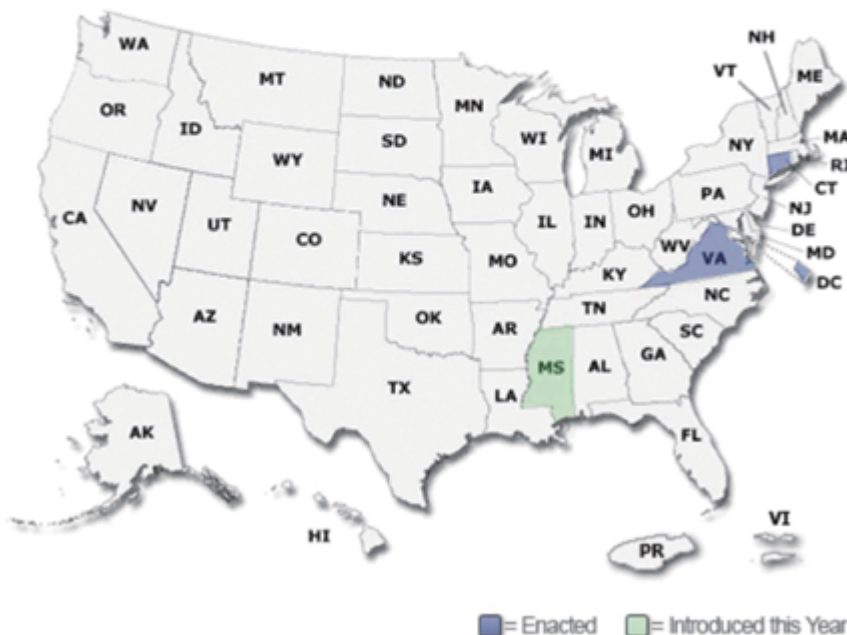 NH
WA
VT
ME
MT
ND
MN
OR
ID
SD
WI
MI
NY
MA
RI
CT
WY
IA
PA
NJ
NE
OH
CA
NV
UT
IL
IN
DE
CO
WV
VA
MD
KS
MO
KY
DC
NC
AZ
NM
OK
AR
TN
SC
MS
AL
GA
TX
LA
FL
AK
HI
PR
VI
= Enacted = Introduced this Year